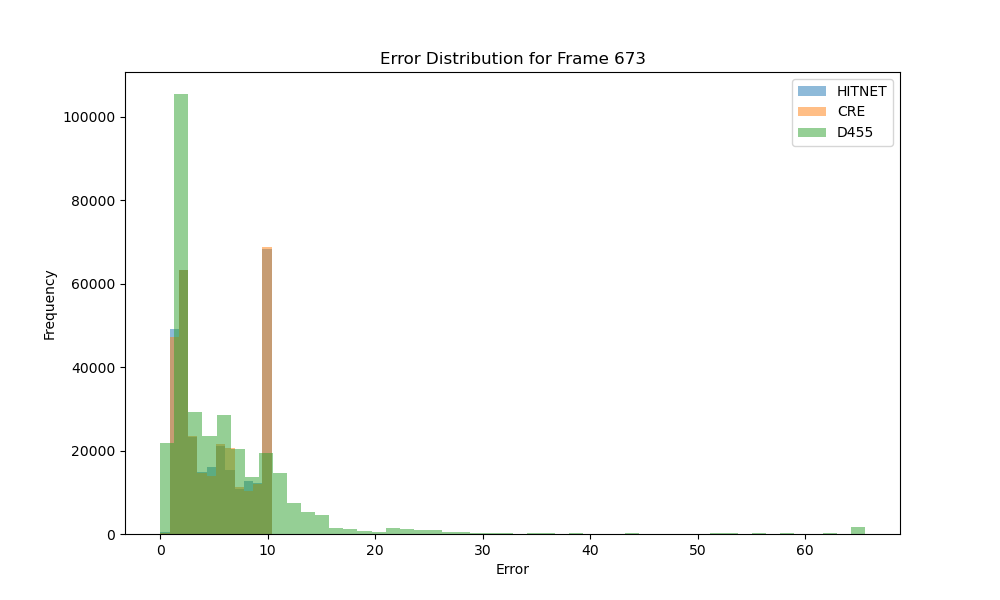 Error Distribution for Frame 673
HITNET
CRE
D455
100000
80000
60000
40000
20000
0
Frequency
0 10 20 30 40 50 60
Error